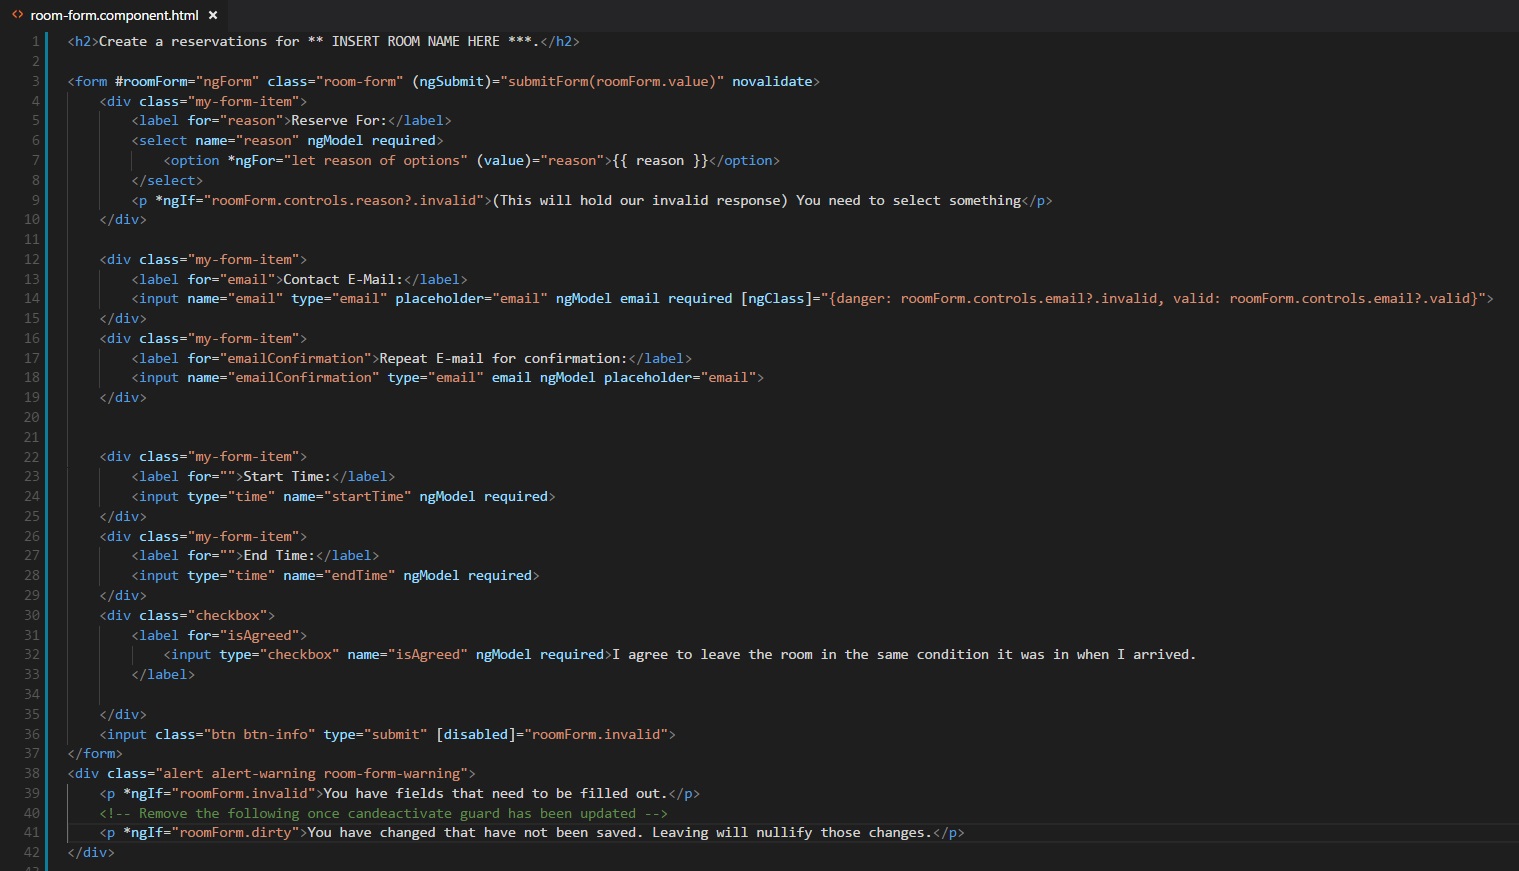 <> room-form.component.html ×
1 <h2>Create a reservations for ** INSERT ROOM NAME HERE ***.</h2>
2
3 <form #roomForm="ngForm" class="room-form" (ngSubmit)="submitForm(roomForm.value)" novalidate>
4     <div class="my-form-item">
5         <label for="reason">Reserve For:</label>
6         <select name="reason" ngModel required>
7             <option *ngFor="let reason of options" (value)="reason">{{ reason }}</option>
8         </select>
9         <p *ngIf="roomForm.controls.reason?.invalid">(This will hold our invalid response) You need to select something</p>
10     </div>
11
12     <div class="my-form-item">
13         <label for="email">Contact E-Mail:</label>
14         <input name="email" type="email" placeholder="email" ngModel email required [ngClass]="{danger: roomForm.controls.email?.invalid, valid: roomForm.controls.email?.valid}">
15     </div>
16     <div class="my-form-item">
17         <label for="emailConfirmation">Repeat E-mail for confirmation:</label>
18         <input name="emailConfirmation" type="email" email ngModel placeholder="email">
19     </div>
20
21
22     <div class="my-form-item">
23         <label for="">Start Time:</label>
24         <input type="time" name="startTime" ngModel required>
25     </div>
26     <div class="my-form-item">
27         <label for="">End Time:</label>
28         <input type="time" name="endTime" ngModel required>
29     </div>
30     <div class="checkbox">
31         <label for="isAgreed">
32             <input type="checkbox" name="isAgreed" ngModel required>I agree to leave the room in the same condition it was in when I arrived.
33         </label>
34
35     </div>
36     <input class="btn btn-info" type="submit" [disabled]="roomForm.invalid">
37 </form>
38 <div class="alert alert-warning room-form-warning">
39     <p *ngIf="roomForm.invalid">You have fields that need to be filled out.</p>
40     <!-- Remove the following once candeactivate guard has been updated -->
41     <p *ngIf="roomForm.dirty">You have changed that have not been saved. Leaving will nullify those changes.</p>
42 </div>